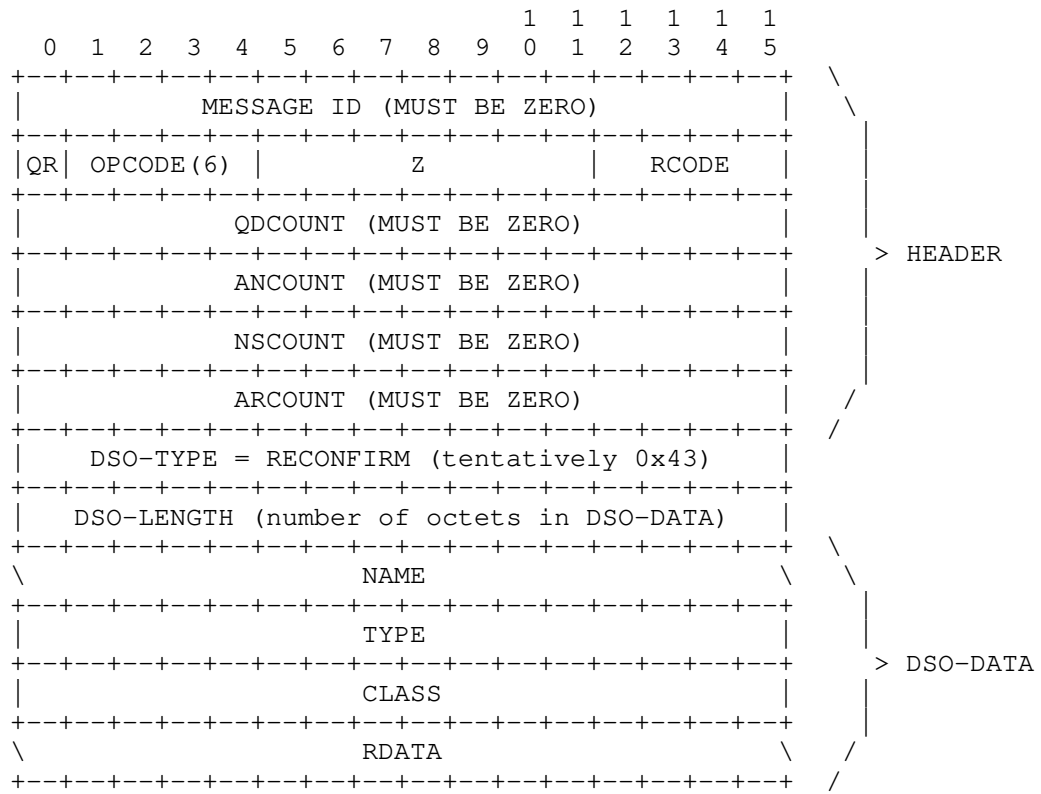 1 1 1 1 1 1
0 1 2 3 4 5 6 7 8 9 0 1 2 3 4 5
MESSAGE ID (MUST BE ZERO)
QR OPCODE(6) Z RCODE
QDCOUNT (MUST BE ZERO)
> HEADER
ANCOUNT (MUST BE ZERO)
NSCOUNT (MUST BE ZERO)
ARCOUNT (MUST BE ZERO)
DSO-TYPE = RECONFIRM (tentatively 0x43)
DSO-LENGTH (number of octets in DSO-DATA)
NAME
TYPE
> DSO-DATA
CLASS
RDATA